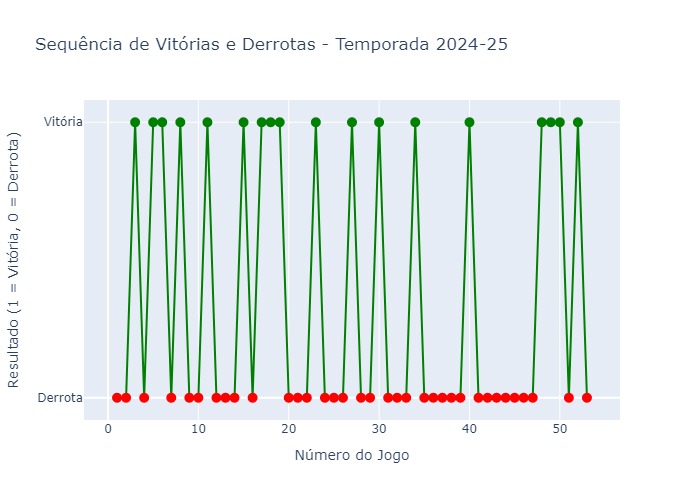 Sequência de Vitórias e Derrotas - Temporada 2024-25
Resultado (1 = Vitória, 0 = Derrota)
Vitória
Derrota
0 10 20 30 40 50
Número do Jogo